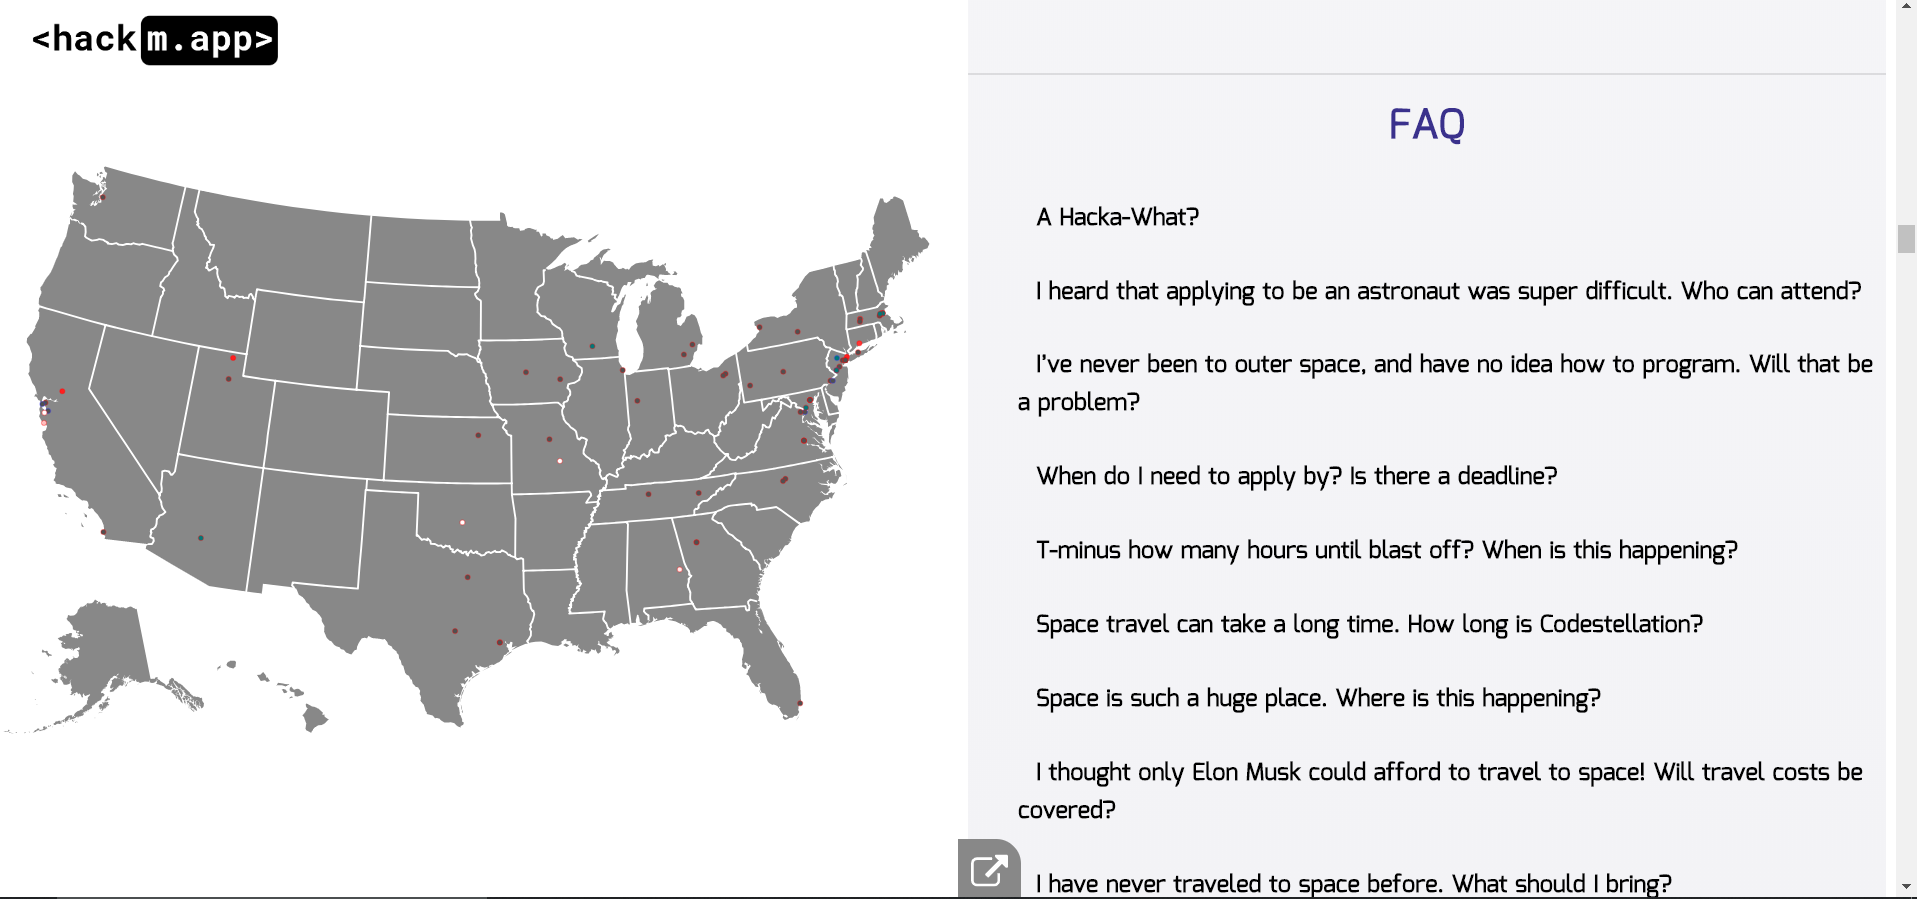 <hackm.app>
FAQ
A Hacka-What?
I heard that applying to be an astronaut was super difficult. Who can attend?
I've never been to outer space, and have no idea how to program. Will that be
a problem?
When do I need to apply by? Is there a deadline?
T-minus how many hours until blast off? When is this happening?
Space travel can take a long time. How long is Codestellation?
Space is such a huge place. Where is this happening?
I thought only Elon Musk could afford to travel to space! Will travel costs be
covered?
I have never traveled to space before. What should I bring?